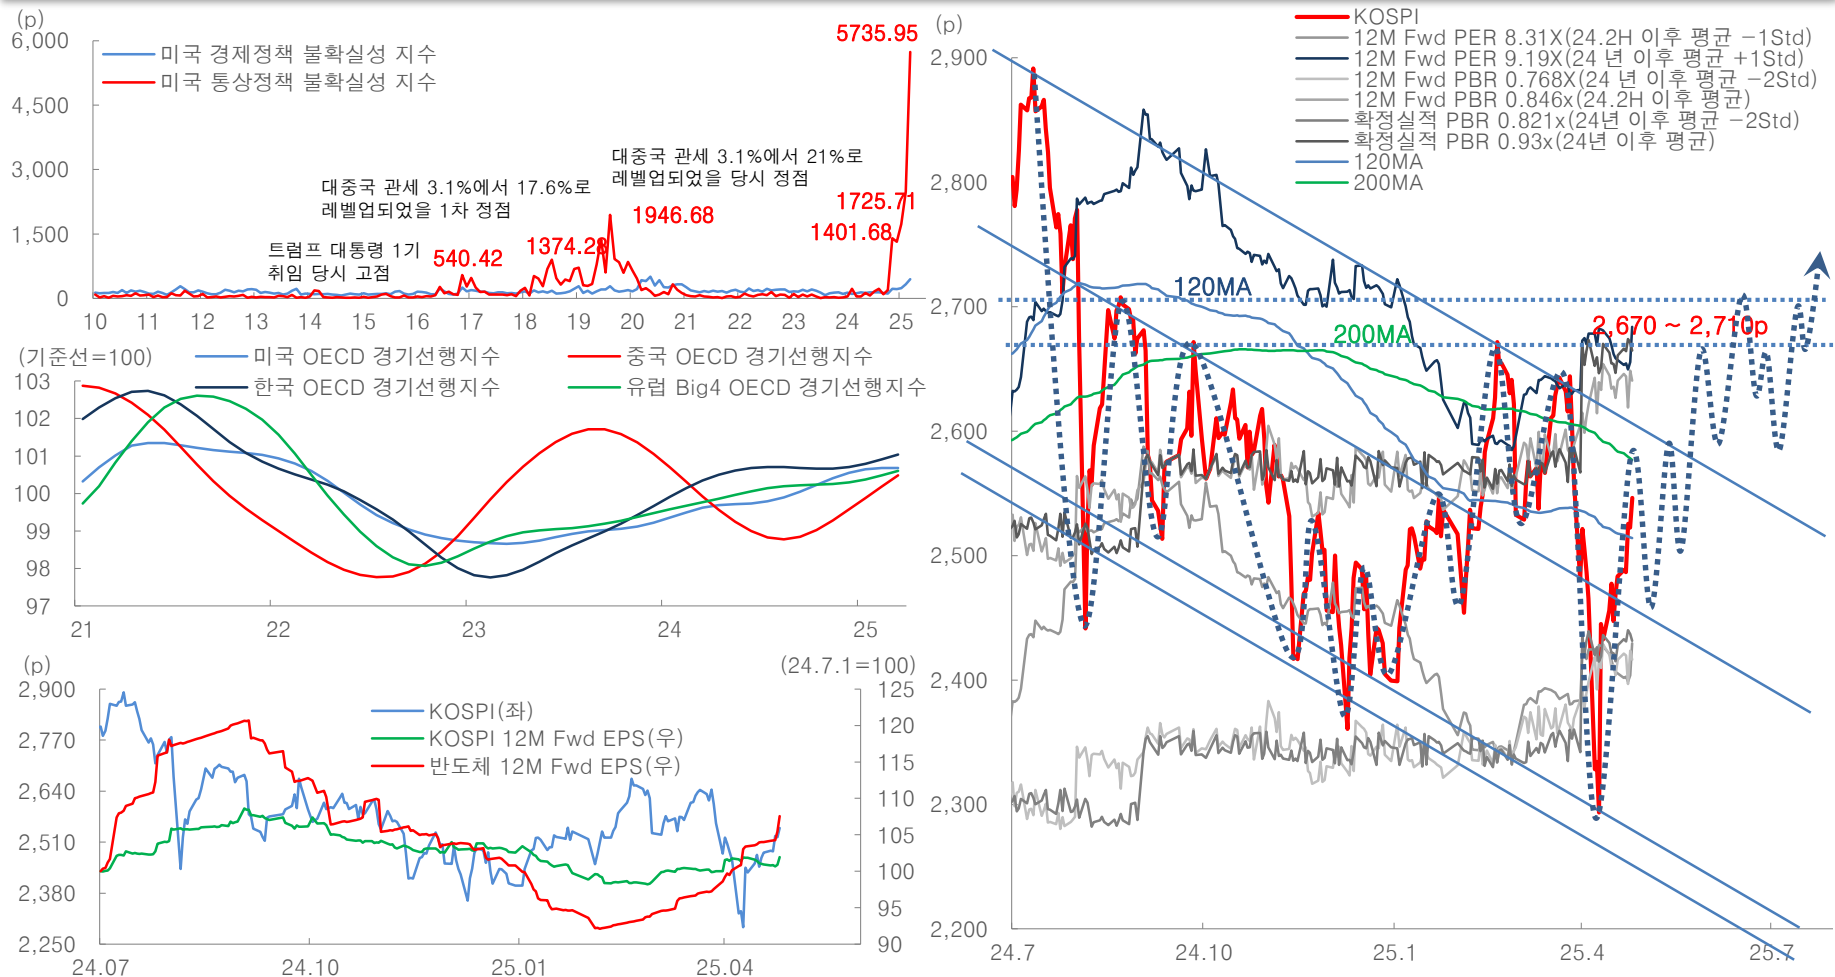 (p)
6,000
4,500
3,000
1,500
0
미국 경제정책 불확실성 지수
미국 통상정책 불확실성 지수
트럼프 대통령 1기
취임 당시 고점
540.42
대중국 관세 3.1%에서 17.6%로
레벨업되었을 1차 정점
1374.28
대중국 관세 3.1%에서 21%로
레벨업되었을 당시 정점
1946.68
1401.68
1725.71
5735.95
10 11 12 13 14 15 16 17 18 19 20 21 22 23 24 25
(기준선=100)
미국 OECD 경기선행지수
중국 OECD 경기선행지수
한국 OECD 경기선행지수
유럽 Big4 OECD 경기선행지수
103
102
101
100
99
98
97
21 22 23 24 25
(p)
(24.7.1=100)
2,900
2,770
2,640
2,510
2,380
2,250
KOSPI(좌)
KOSPI 12M Fwd EPS(우)
반도체 12M Fwd EPS(우)
125
120
115
110
105
100
95
90
24.07 24.10 25.01 25.04
(p)
2,900
2,800
2,700
2,600
2,500
2,400
2,300
2,200
KOSPI
12M Fwd PER 8.31X(24.2H 이후 평균 -1Std)
12M Fwd PER 9.19X(24 년 이후 평균 +1Std)
12M Fwd PBR 0.768X(24 년 이후 평균 -2Std)
12M Fwd PBR 0.846x(24.2H 이후 평균)
확정실적 PBR 0.821x(24년 이후 평균 -2Std)
확정실적 PBR 0.93x(24년 이후 평균)
120MA
200MA
120MA
200MA
2,670 ~ 2,710p
24.7 24.10 25.1 25.4 25.7